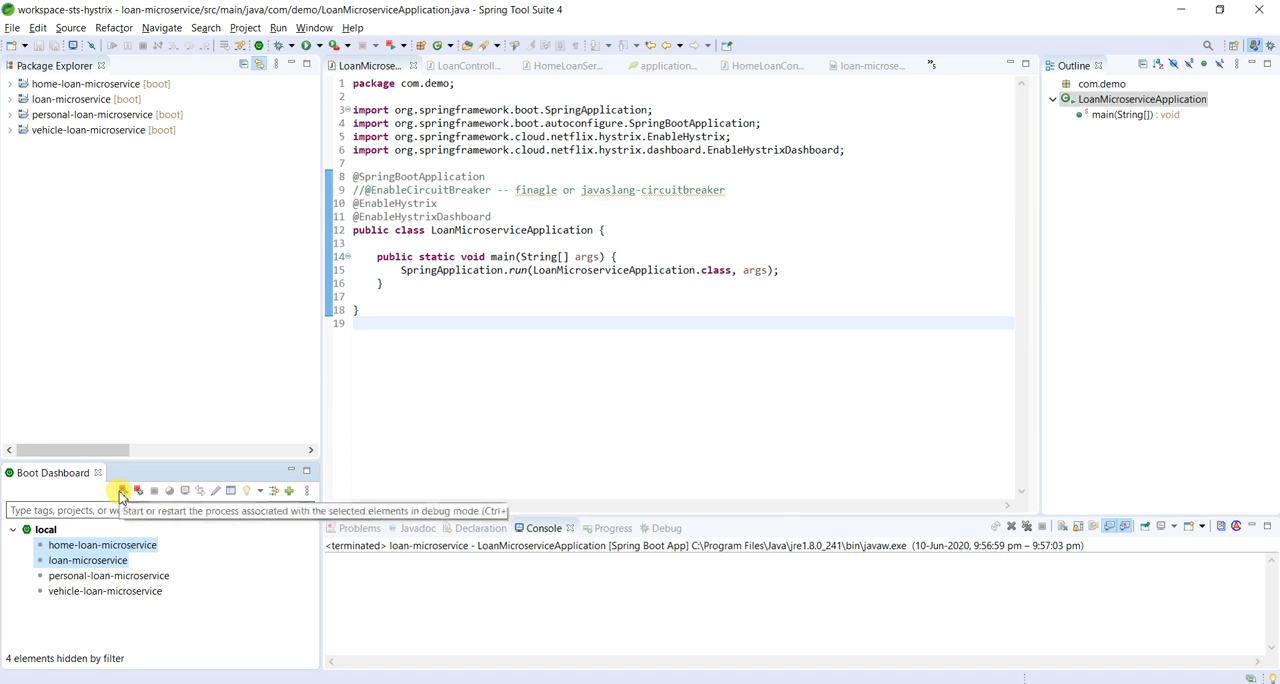 workspace-sts-hystrix - loan-microservice/src/main/java/com/demo/LoanMicroserviceApplication.java - Spring Tool Suite 4
File Edit Source Refactor Navigate Search Project Run Window Help
Package Explorer
home-loan-microservice [boot]
loan-microservice [boot]
personal-loan-microservice [boot]
vehicle-loan-microservice [boot]
LoanMicrose... LoanControll... HomeLoanSer... application... HomeLoanCon... loan-microse... »5
1 package com.demo;
2
3 import org.springframework.boot.SpringApplication;
4 import org.springframework.boot.autoconfigure.SpringBootApplication;
5 import org.springframework.cloud.netflix.hystrix.EnableHystrix;
6 import org.springframework.cloud.netflix.hystrix.dashboard.EnableHystrixDashboard;
7
8 @SpringBootApplication
9 //@EnableCircuitBreaker -- finagle or javaslang-circuitbreaker
10 @EnableHystrix
11 @EnableHystrixDashboard
12 public class LoanMicroserviceApplication {
13
14 public static void main(String[] args) {
15 SpringApplication.run(LoanMicroserviceApplication.class, args);
16 }
17
18 }
19
Outline
com.demo
LoanMicroserviceApplication
main(String[]) : void
Boot Dashboard
Type tags, projects, or
Start or restart the process associated with the selected elements in debug mode (Ctrl+
local
home-loan-microservice
loan-microservice
personal-loan-microservice
vehicle-loan-microservice
4 elements hidden by filter
Problems Javadoc Declaration Console Progress Debug
<terminated> loan-microservice - LoanMicroserviceApplication [Spring Boot App] C:\Program Files\Java\jre1.8.0_241\bin\javaw.exe (10-Jun-2020, 9:56:59 pm – 9:57:03 pm)